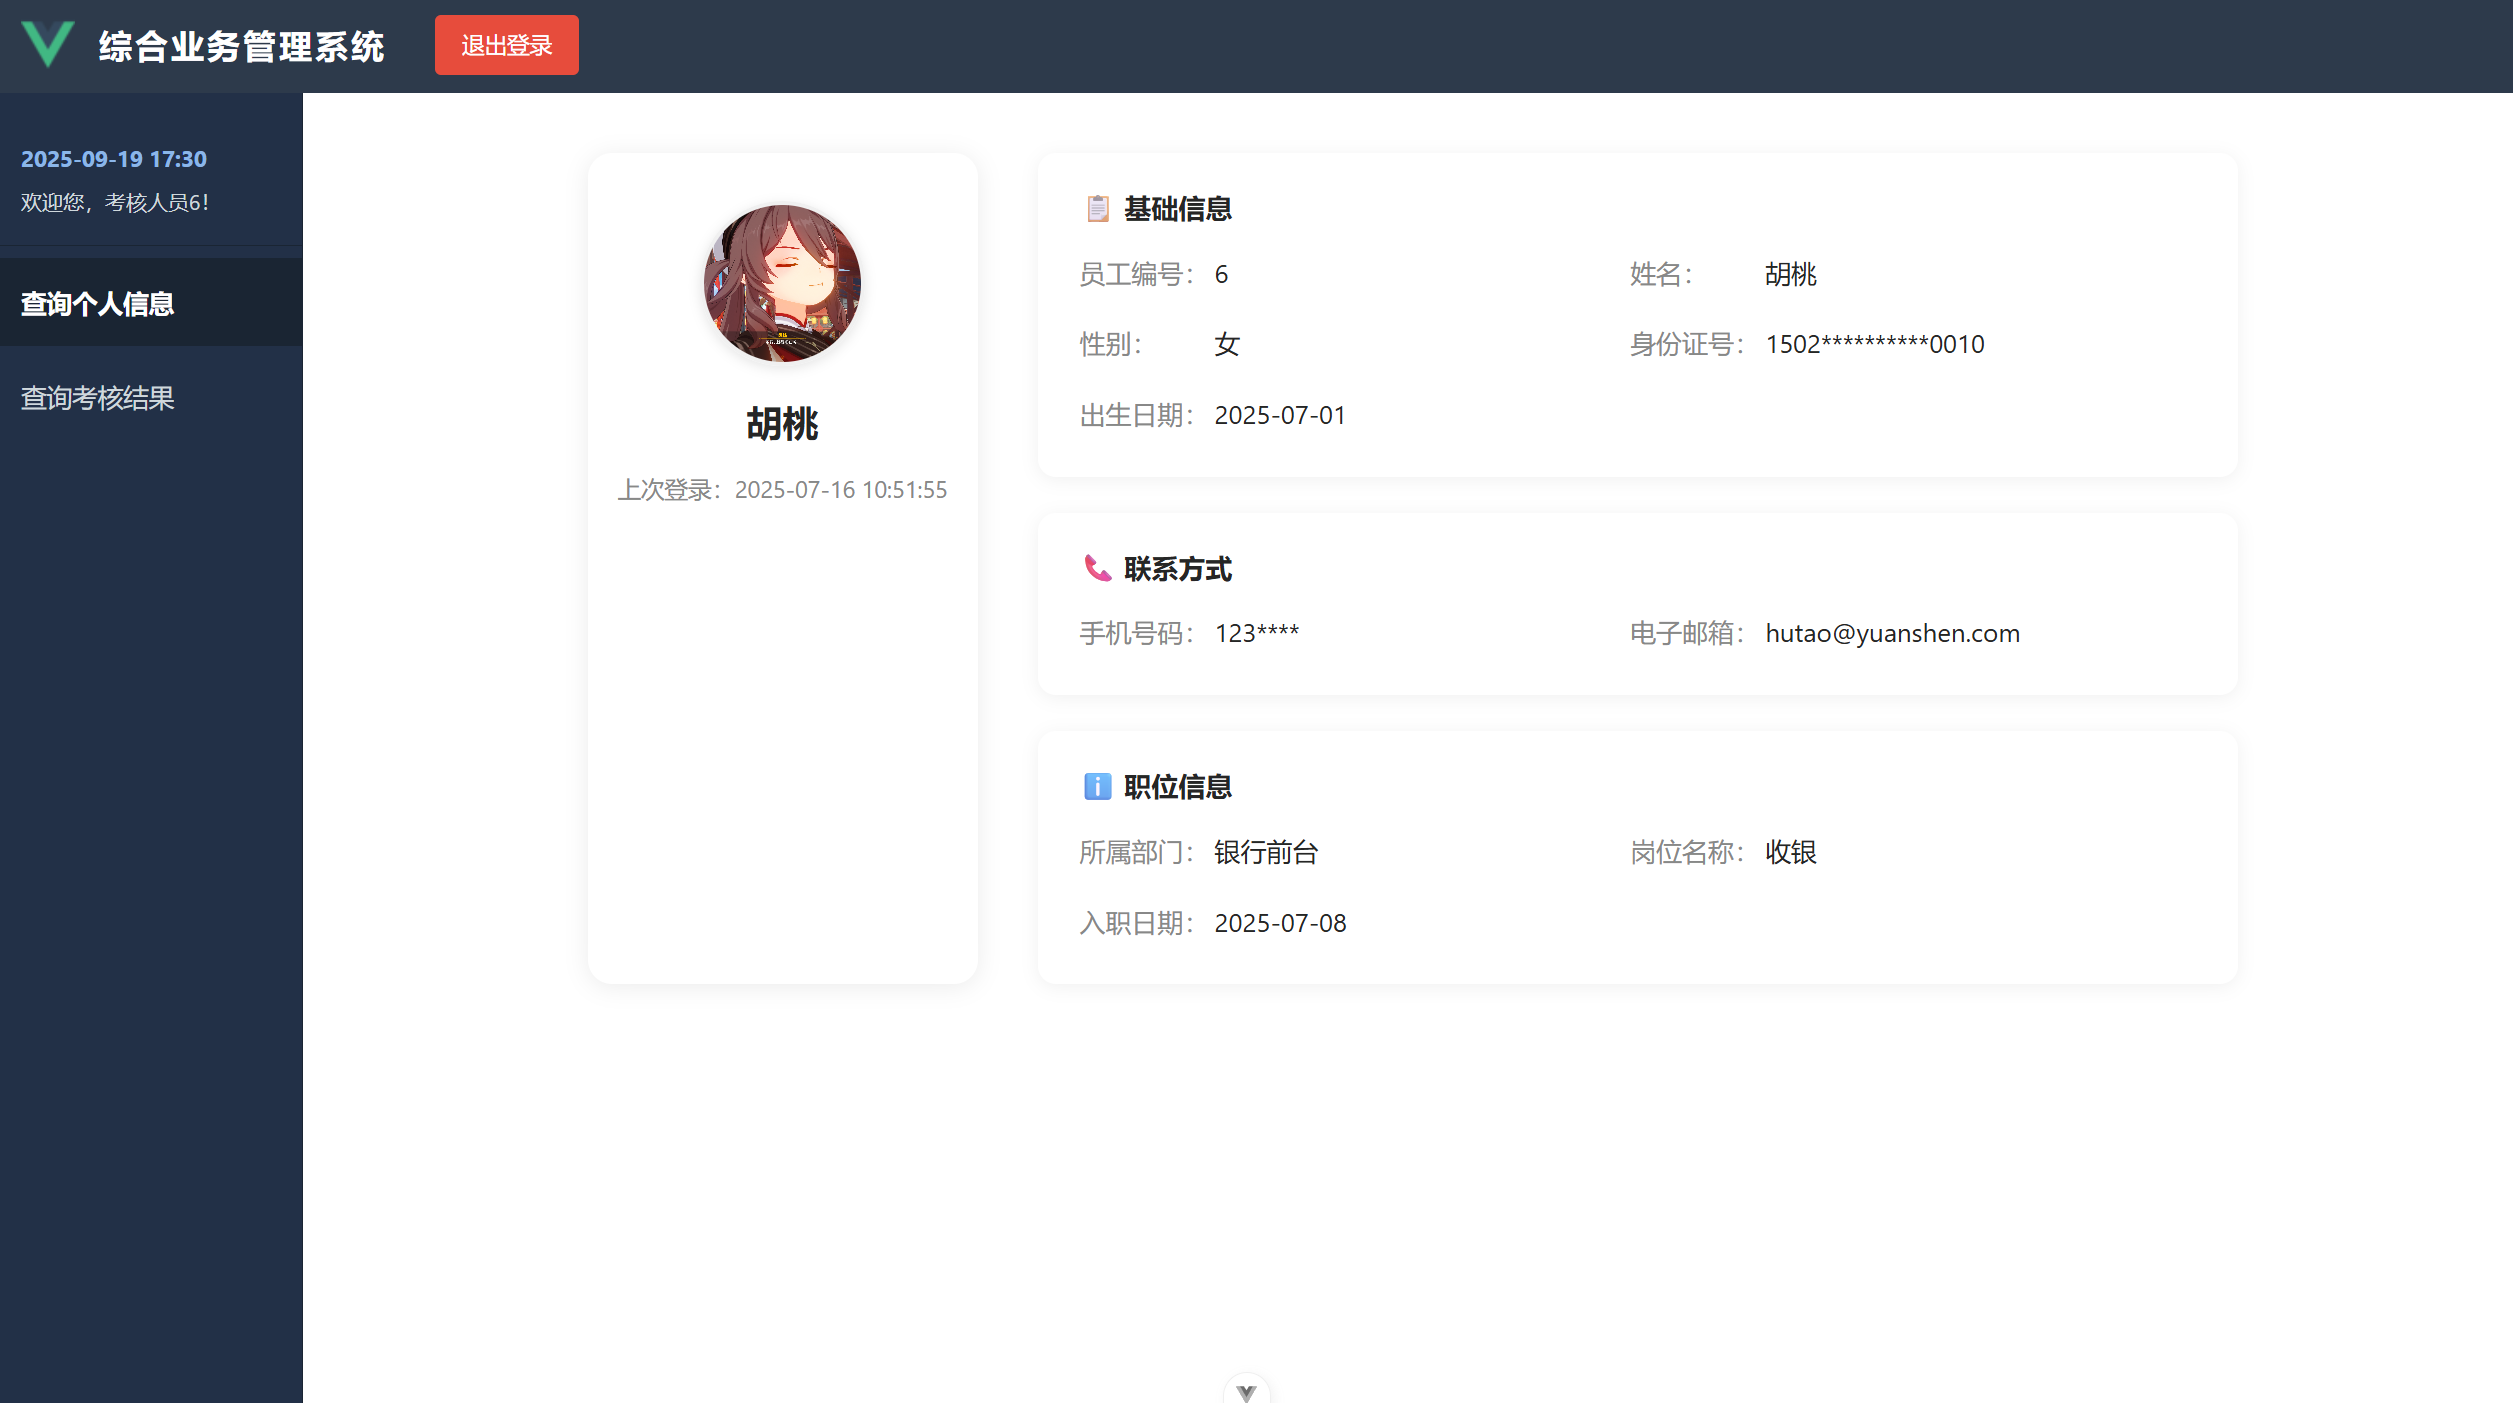 综合业务管理系统
退出登录
2025-09-19 17:30
欢迎您，考核人员6！
查询个人信息
查询考核结果
胡桃
上次登录：2025-07-16 10:51:55
📋 基础信息
员工编号： 6
姓名： 胡桃
性别： 女
身份证号： 1502**********0010
出生日期： 2025-07-01
📞 联系方式
手机号码： 123****
电子邮箱： hutao@yuanshen.com
ℹ️ 职位信息
所属部门： 银行前台
岗位名称： 收银
入职日期： 2025-07-08